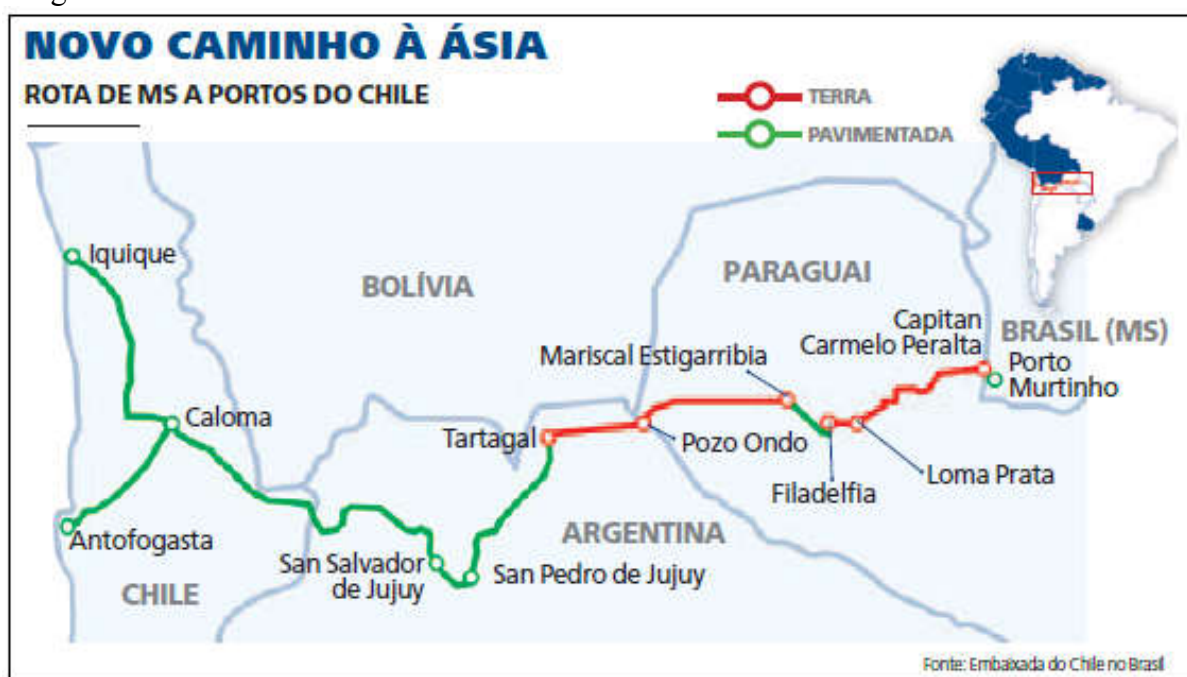 NOVO CAMINHO À ÁSIA
ROTA DE MS A PORTOS DO CHILE
TERRA
PAVIMENTADA
Iquique
BOLÍVIA
PARAGUAI
Capitan
Carmelo Peralta
BRASIL (MS)
Porto
Murtinho
Mariscal Estigarribia
Caloma
Tartagal
Pozo Ondo
Loma Prata
Filadelfia
Antofogasta
ARGENTINA
San Salvador
de Jujuy
San Pedro de Jujuy
CHILE
Fonte: Embaixada do Chile no Brasil